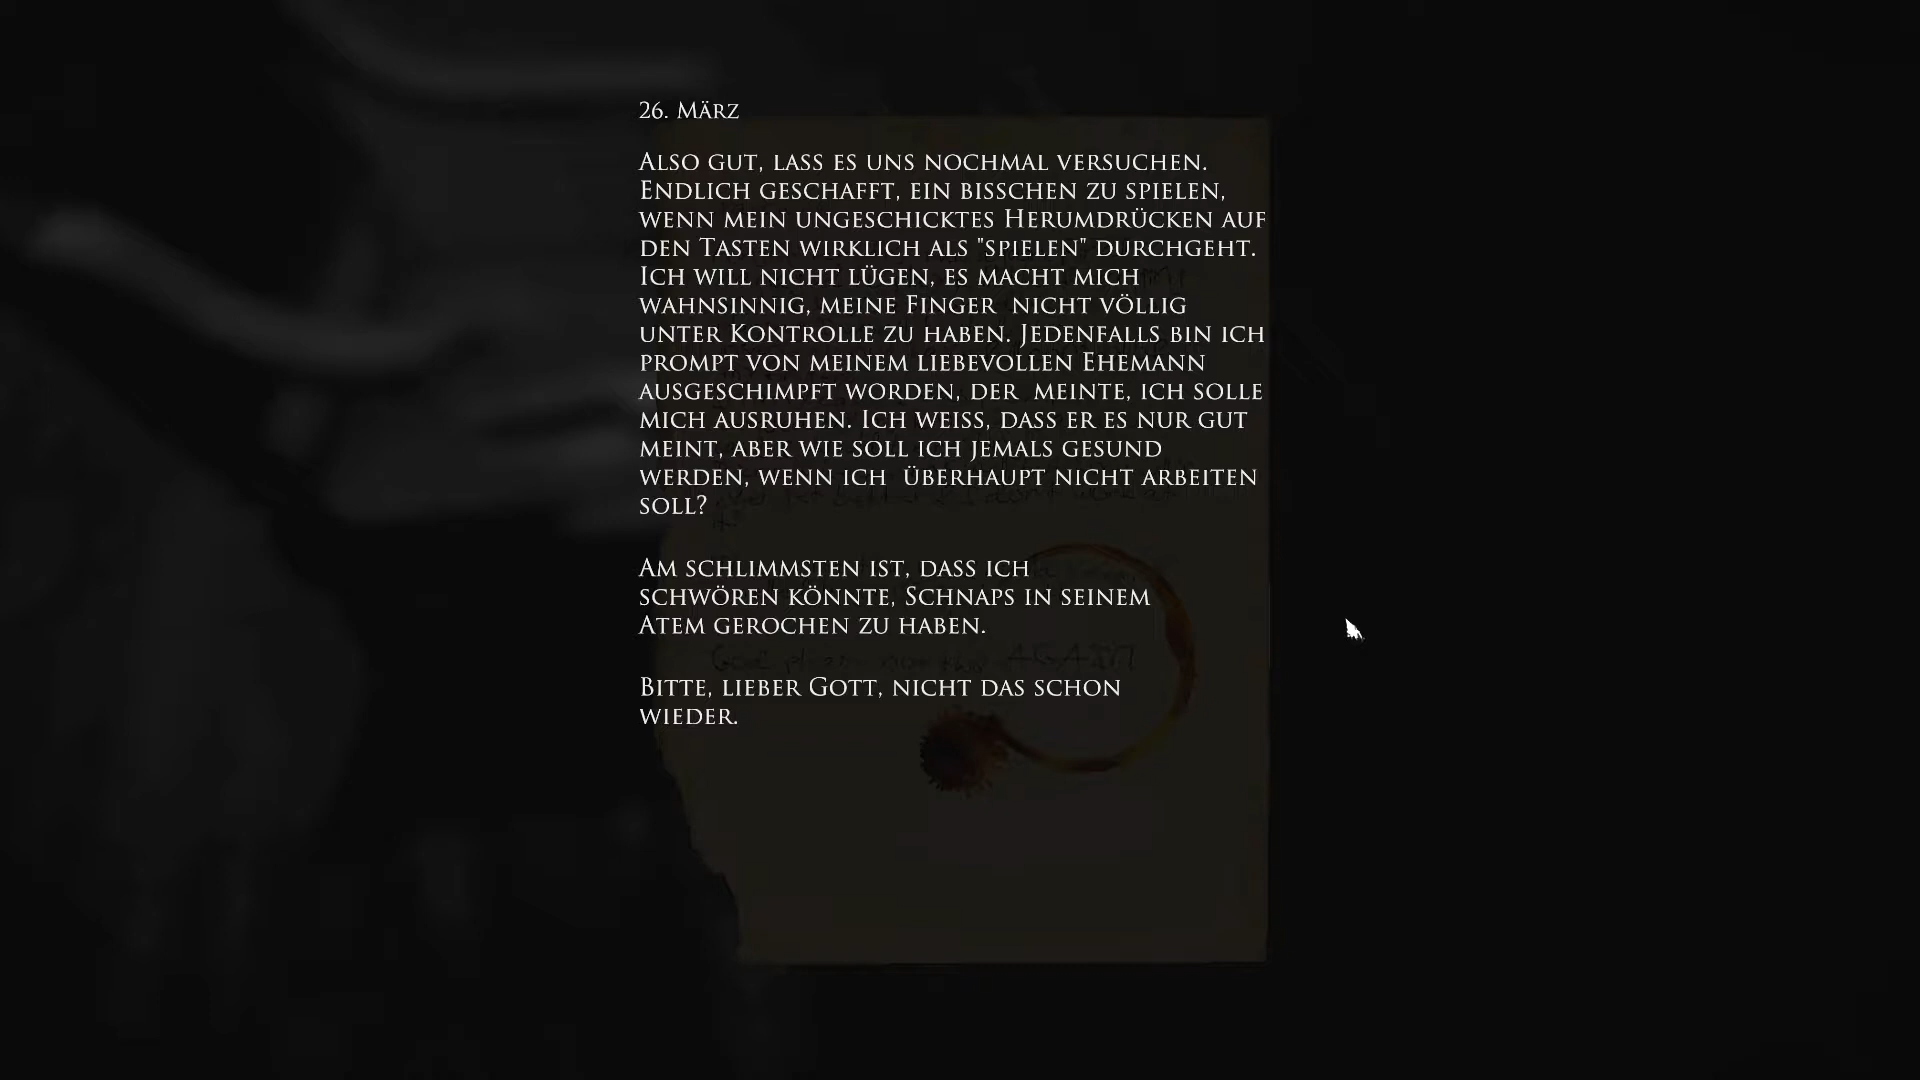 26. März
Also gut, lass es uns nochmal versuchen.
Endlich geschafft, ein bisschen zu spielen,
wenn mein ungeschicktes Herumdrücken auf
den Tasten wirklich als "spielen" durchgeht.
Ich will nicht lügen, es macht mich
wahnsinnig, meine Finger  nicht völlig
unter Kontrolle zu haben. Jedenfalls bin ich
prompt von meinem liebevollen Ehemann
ausgeschimpft worden, der  meinte, ich solle
mich ausruhen. Ich weiss, dass er es nur gut
meint, aber wie soll ich jemals gesund
werden, wenn ich  überhaupt nicht arbeiten
soll?
Am schlimmsten ist, dass ich
schwören könnte, Schnaps in seinem
Atem gerochen zu haben.
Bitte, lieber Gott, nicht das schon
wieder.